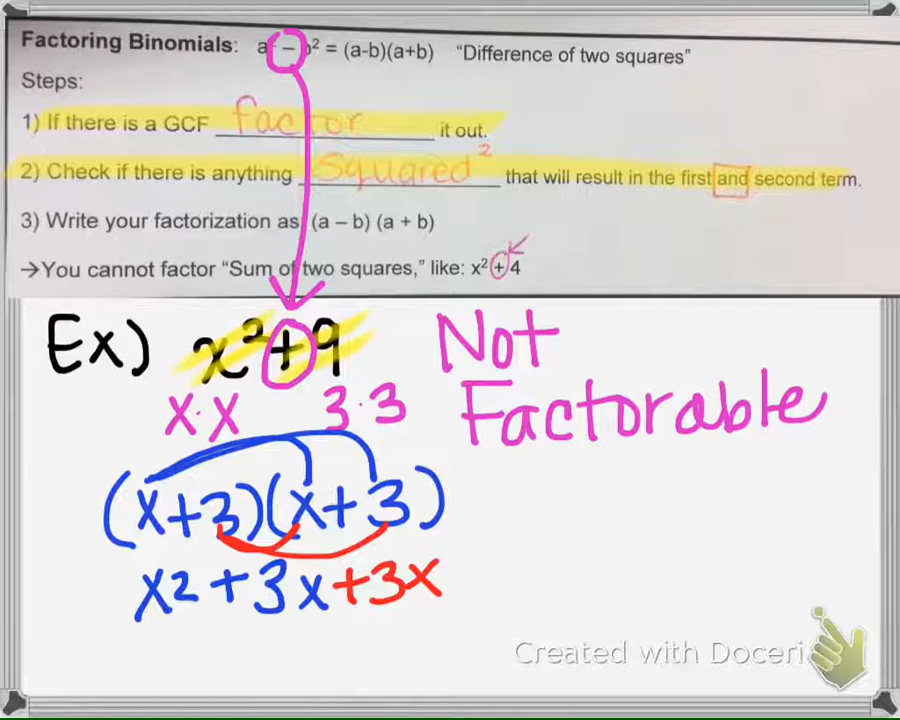 Factoring Binomials: a² – b² = (a-b)(a+b) "Difference of two squares"
Steps:
1) If there is a GCF factor it out.
2) Check if there is anything squared² that will result in the first and second term.
3) Write your factorization as (a – b) (a + b)
→You cannot factor "Sum of two squares," like: x² + 4
Ex) x² + 9 Not
x·x 3·3 Factorable
(x+3)(x+3)
x2 + 3x + 3x
Created with Doceri